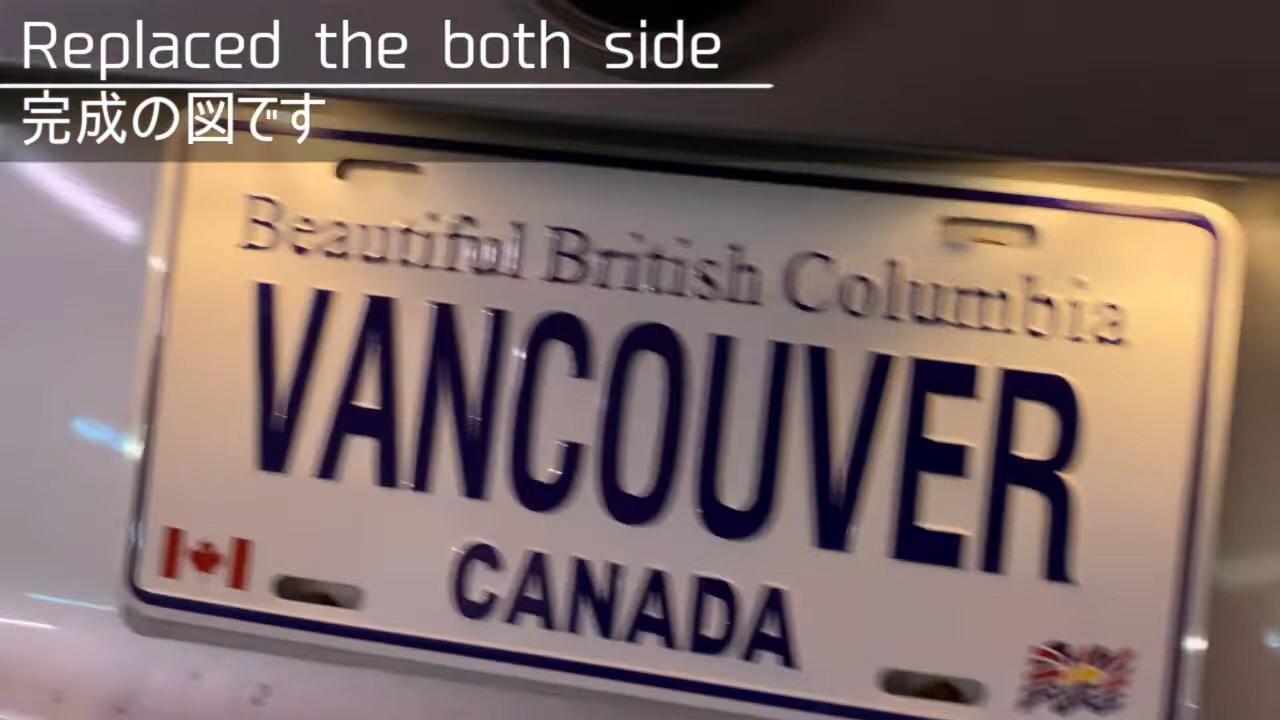 Replaced the both side
完成の図です
Beautiful British Columbia
VANCOUVER
CANADA